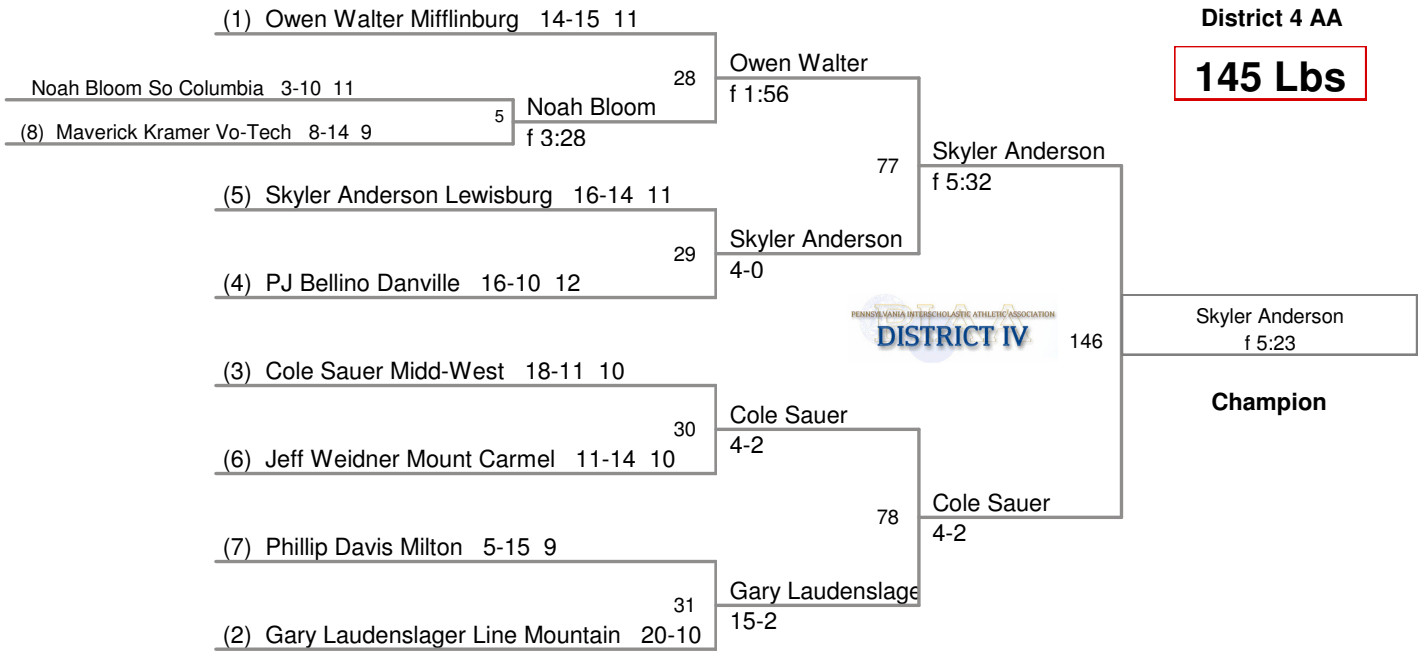 (1) Owen Walter Mifflinburg 14-15 11
District 4 AA
145 Lbs
Noah Bloom So Columbia 3-10 11
(8) Maverick Kramer Vo-Tech 8-14 9
5
Noah Bloom
f 3:28
28
Owen Walter
f 1:56
(5) Skyler Anderson Lewisburg 16-14 11
(4) PJ Bellino Danville 16-10 12
29
Skyler Anderson
4-0
77
Skyler Anderson
f 5:32
PENNSYLVANIA INTERSCHOLASTIC ATHLETIC ASSOCIATION
DISTRICT IV
146
Skyler Anderson
f 5:23
Champion
(3) Cole Sauer Midd-West 18-11 10
(6) Jeff Weidner Mount Carmel 11-14 10
30
Cole Sauer
4-2
78
Cole Sauer
4-2
(7) Phillip Davis Milton 5-15 9
(2) Gary Laudenslager Line Mountain 20-10
31
Gary Laudenslage
15-2